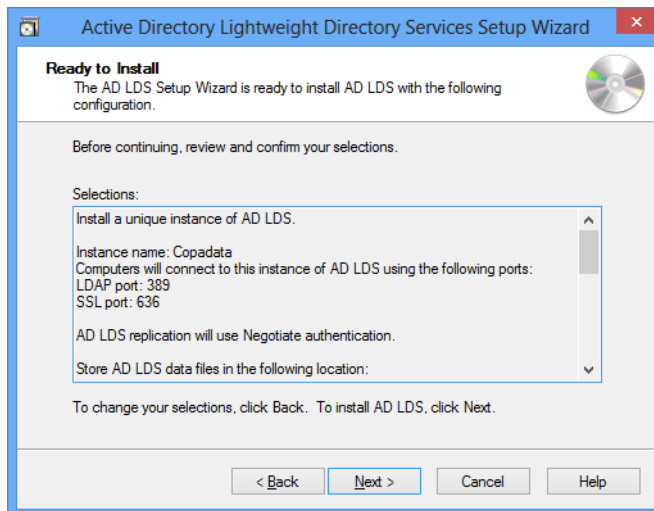 Active Directory Lightweight Directory Services Setup Wizard
Ready to Install
The AD LDS Setup Wizard is ready to install AD LDS with the following
configuration.
Before continuing, review and confirm your selections.
Selections:
Install a unique instance of AD LDS.
Instance name: Copadata
Computers will connect to this instance of AD LDS using the following ports:
LDAP port: 389
SSL port: 636
AD LDS replication will use Negotiate authentication.
Store AD LDS data files in the following location:
To change your selections, click Back. To install AD LDS, click Next.
< Back Next > Cancel Help